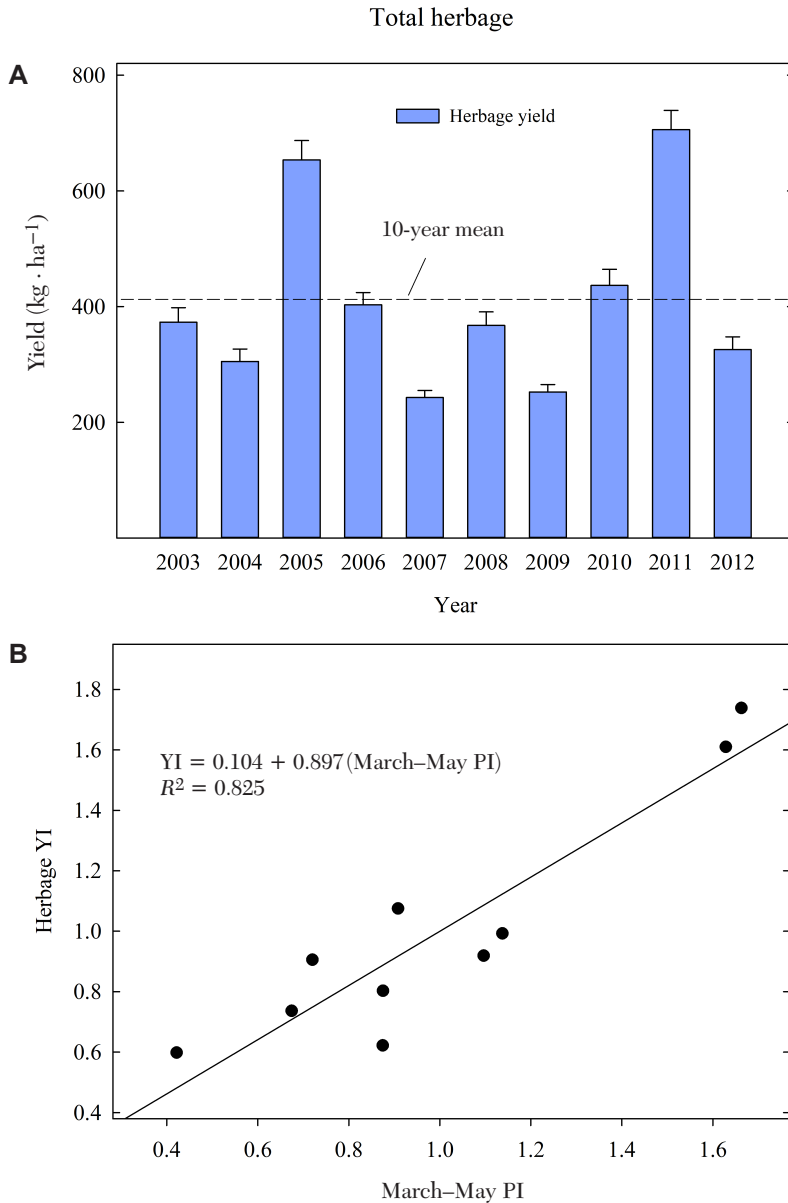 Total herbage
A
800
Herbage yield
600
10-year mean
400
200
Yield (kg · ha⁻¹)
2003 2004 2005 2006 2007 2008 2009 2010 2011 2012
Year
B
1.8
1.6
YI = 0.104 + 0.897(March–May PI)
R² = 0.825
1.4
1.2
1.0
0.8
0.6
0.4
Herbage YI
0.4 0.6 0.8 1.0 1.2 1.4 1.6
March–May PI